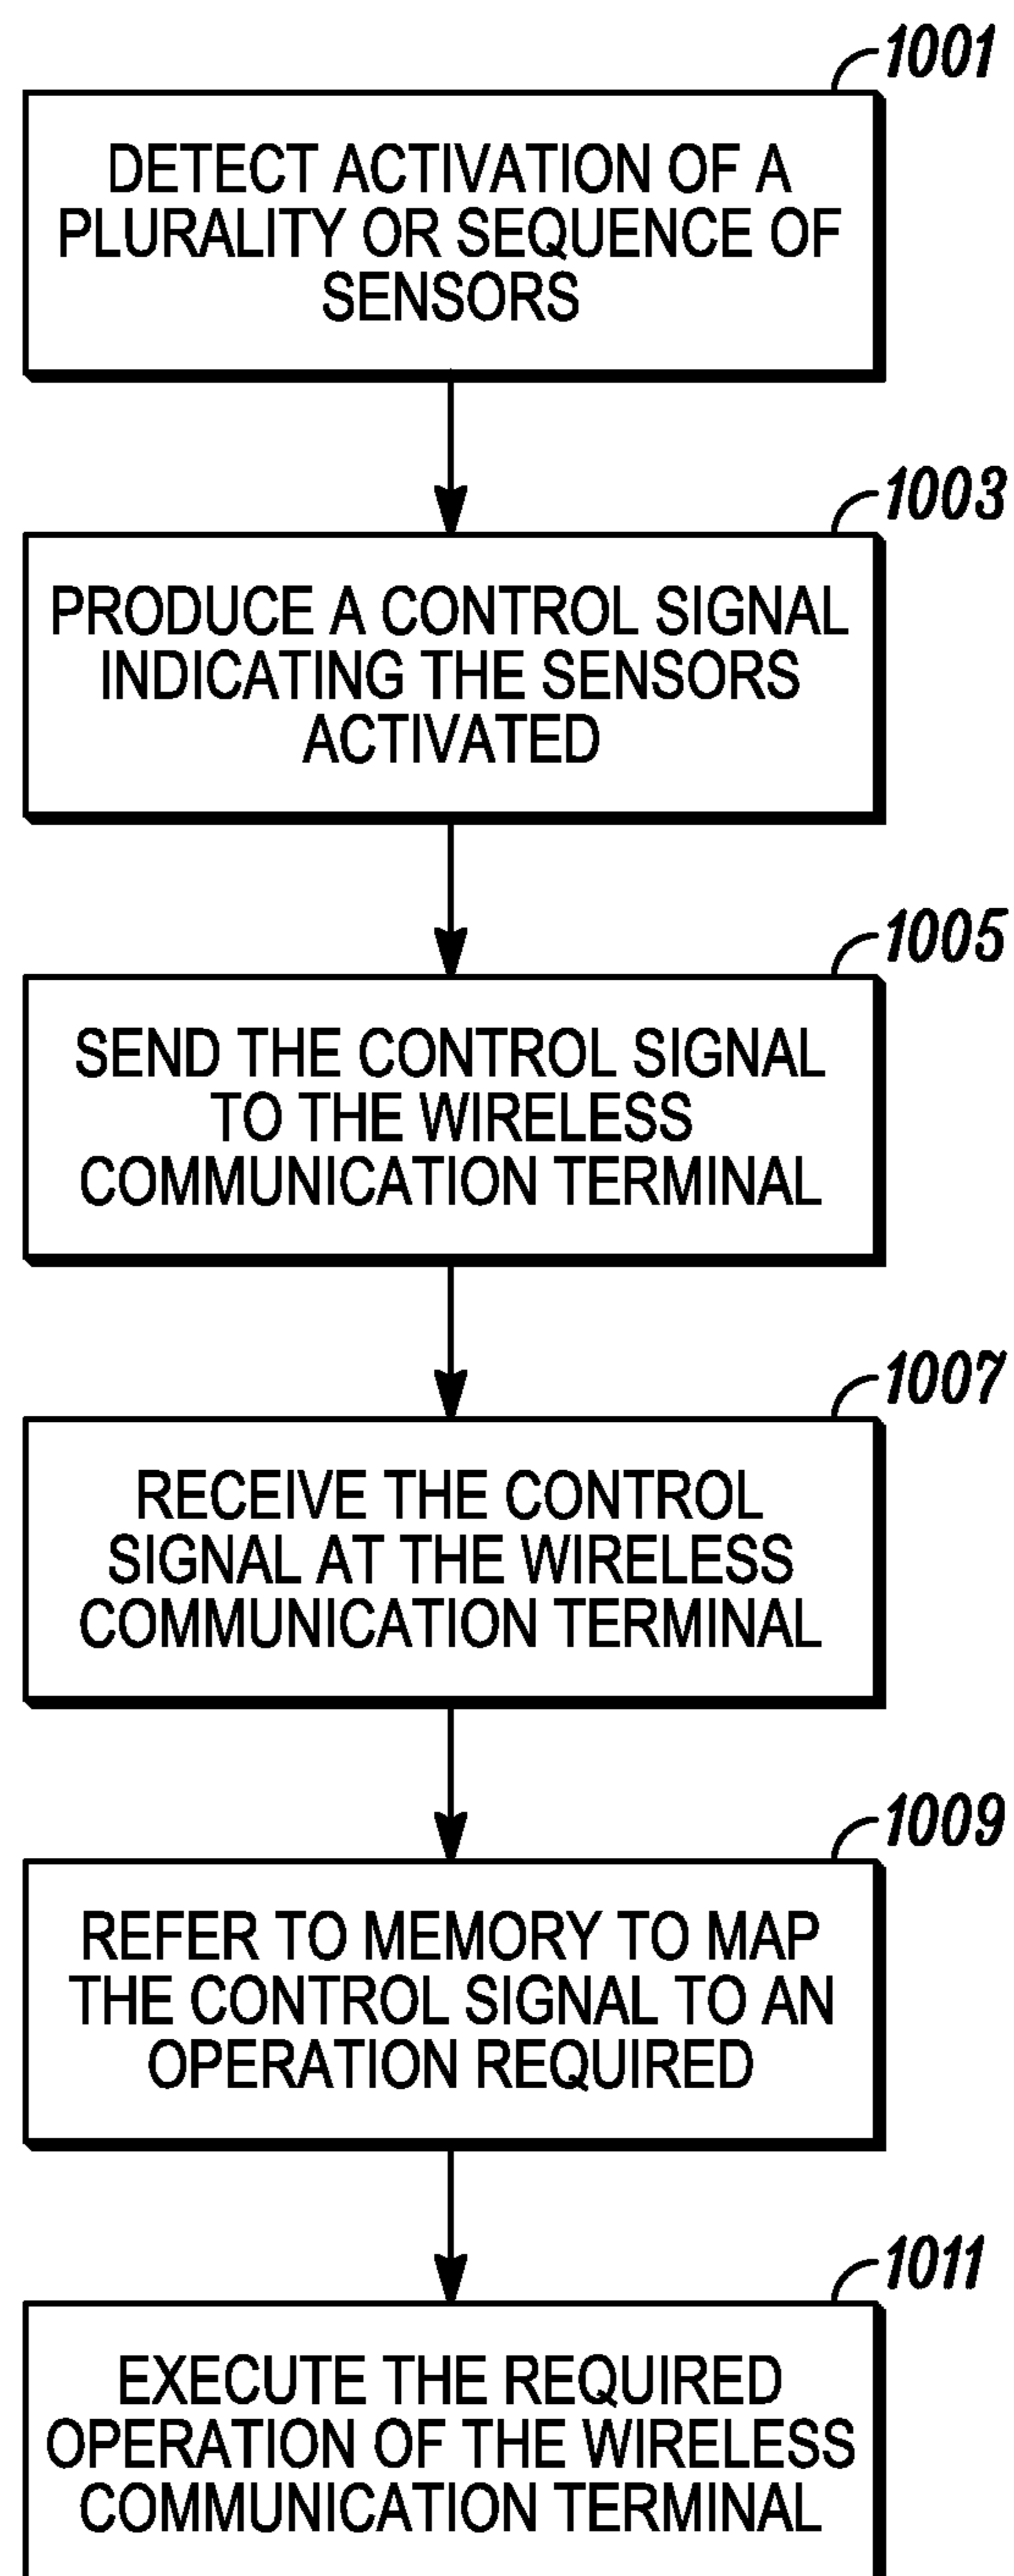 1001
DETECT ACTIVATION OF A
PLURALITY OR SEQUENCE OF
SENSORS
1003
PRODUCE A CONTROL SIGNAL
INDICATING THE SENSORS
ACTIVATED
1005
SEND THE CONTROL SIGNAL
TO THE WIRELESS
COMMUNICATION TERMINAL
1007
RECEIVE THE CONTROL
SIGNAL AT THE WIRELESS
COMMUNICATION TERMINAL
1009
REFER TO MEMORY TO MAP
THE CONTROL SIGNAL TO AN
OPERATION REQUIRED
1011
EXECUTE THE REQUIRED
OPERATION OF THE WIRELESS
COMMUNICATION TERMINAL